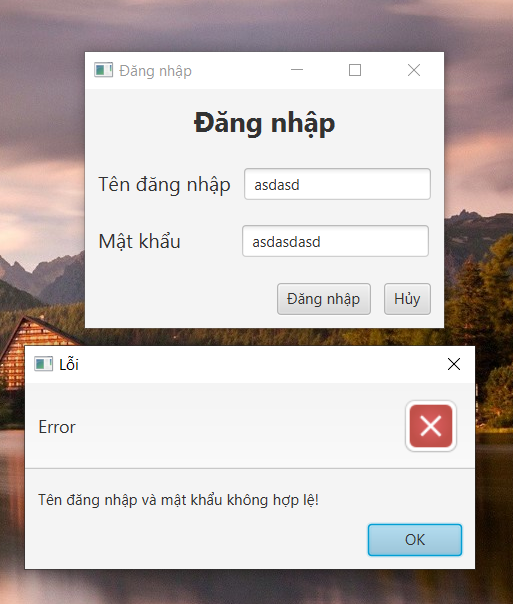 Đăng nhập
Đăng nhập
Tên đăng nhập asdasd
Mật khẩu asdasdasd
Đăng nhập Hủy
Lỗi
Error
Tên đăng nhập và mật khẩu không hợp lệ!
OK